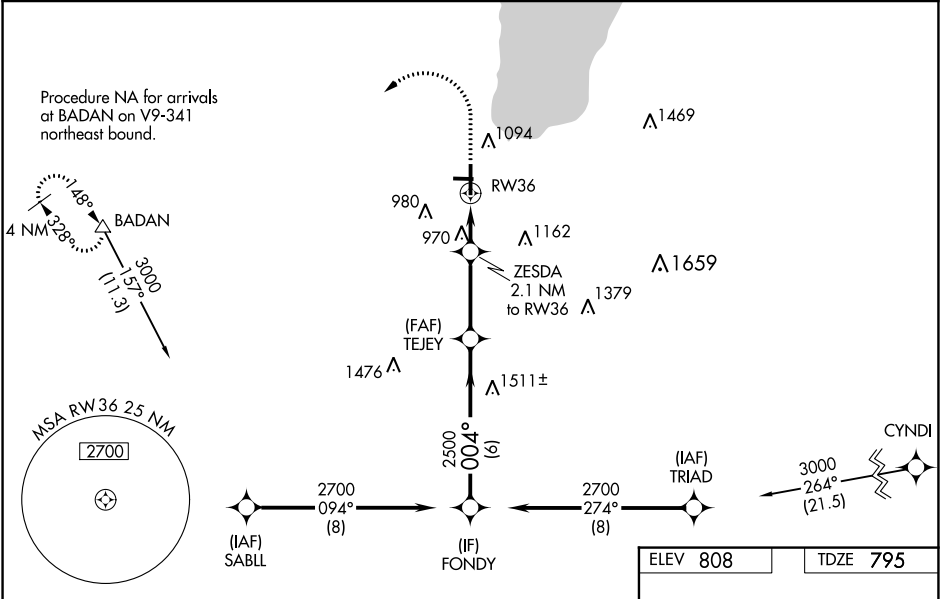 Procedure NA for arrivals
at BADAN on V9-341
northeast bound.
1469
1094
RW36
148°
328°
4 NM
BADAN
980
970
1162
3000
157°
(11.3)
ZESDA
2.1 NM
to RW36
1659
1379
(FAF)
TEJEY
1476
1511±
MSA RW36 25 NM
2700
2500
004°
(6)
CYNDI
3000
264°
(21.5)
(IAF)
TRIAD
2700
094°
(8)
2700
274°
(8)
(IAF)
SABLL
(IF)
FONDY
ELEV 808
TDZE 795